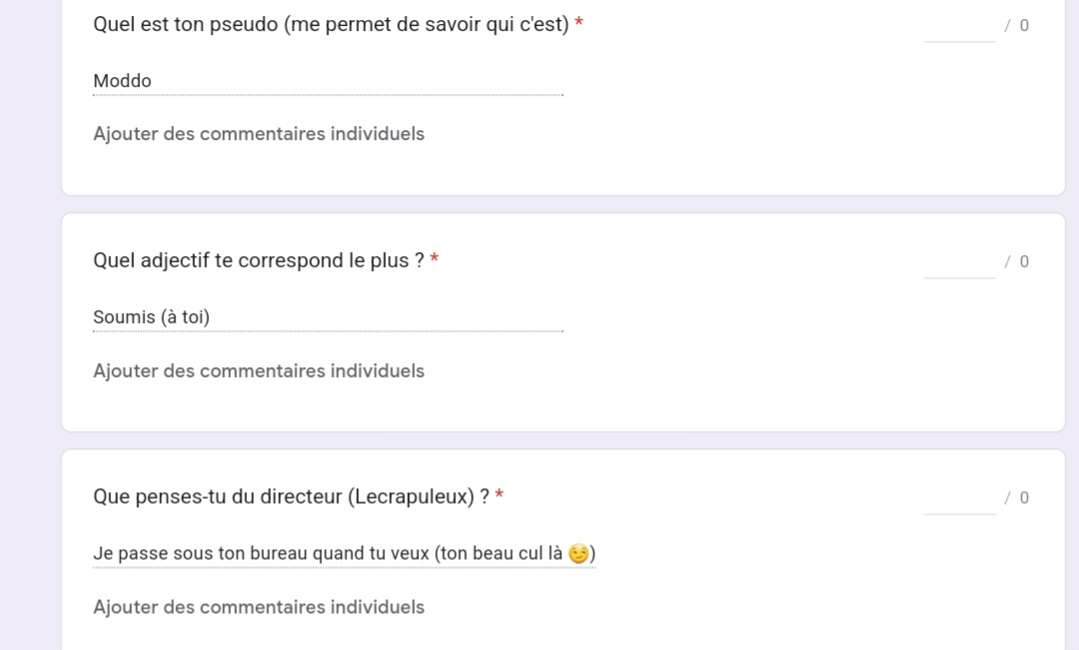 Quel est ton pseudo (me permet de savoir qui c'est) *
/ 0
Moddo
Ajouter des commentaires individuels
Quel adjectif te correspond le plus ? *
/ 0
Soumis (à toi)
Ajouter des commentaires individuels
Que penses-tu du directeur (Lecrapuleux) ? *
/ 0
Je passe sous ton bureau quand tu veux (ton beau cul là 😏)
Ajouter des commentaires individuels